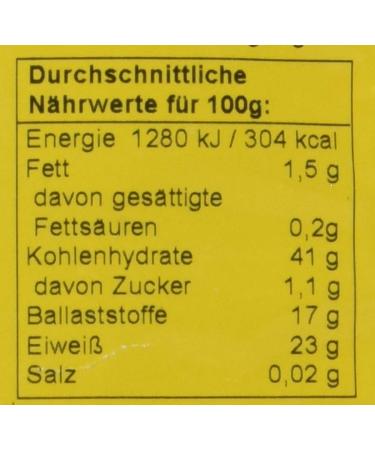 Durchschnittliche
Nährwerte für 100g:
Energie 1280 kJ / 304 kcal
Fett 1,5 g
davon gesättigte
Fettsäuren 0,2g
Kohlenhydrate 41 g
davon Zucker 1,1 g
Ballaststoffe 17 g
Eiweiß 23 g
Salz 0,02 g